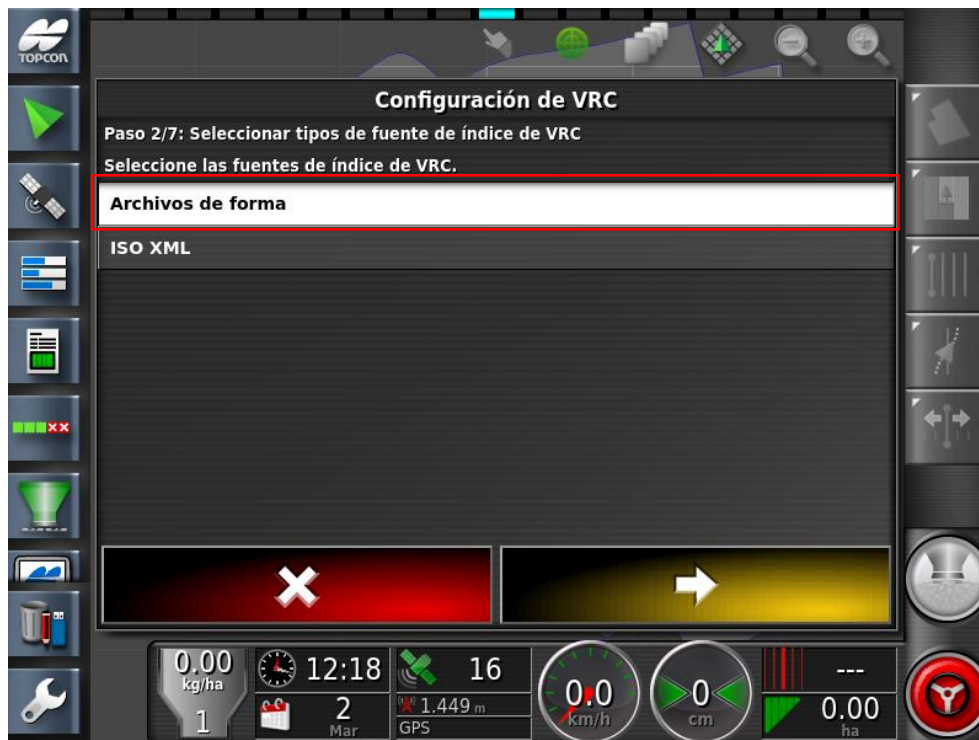 TOPCON
Configuración de VRC
Paso 2/7: Seleccionar tipos de fuente de índice de VRC
Seleccione las fuentes de índice de VRC.
Archivos de forma
ISO XML
0.00
kg/ha
1
12:18
2
Mar
16
1.449 m
GPS
0.0
km/h
0
cm
---
0.00
ha